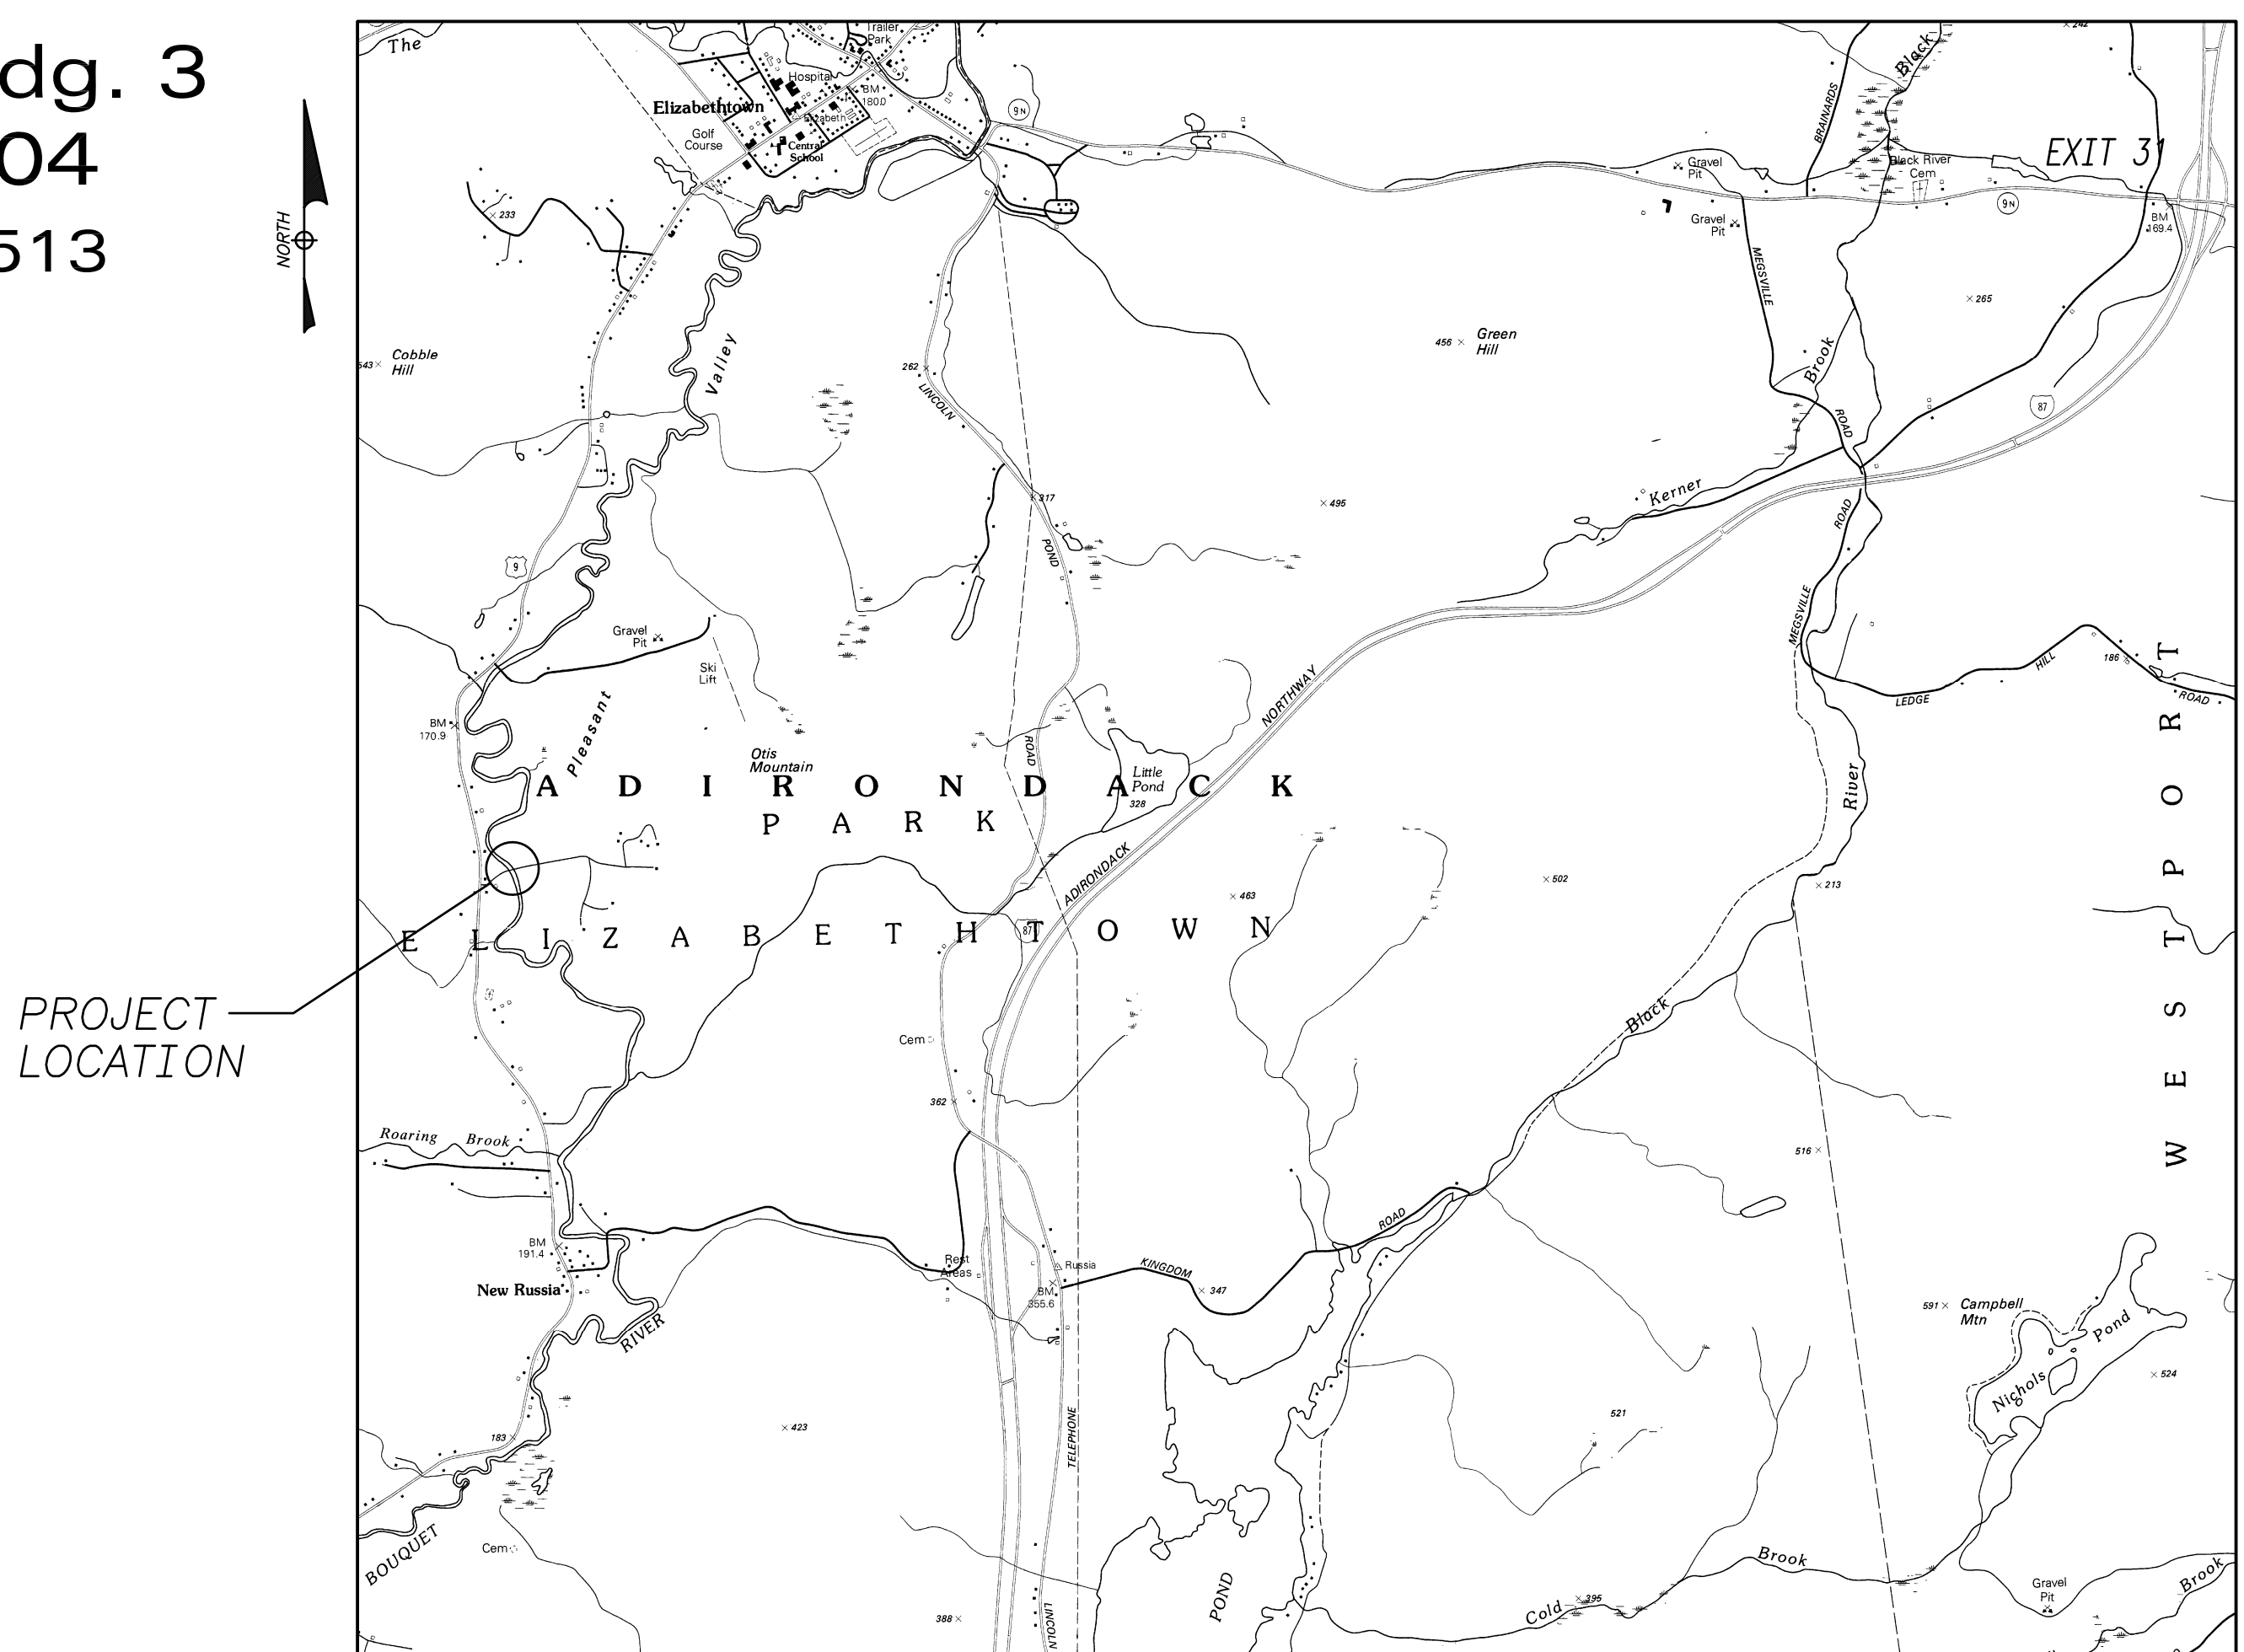 dg. 3
04
513
NORTH
PROJECT
LOCATION
The
Trailer
Park
Hospital
BM
180.0
Elizabethtown
Elizabeth
Golf
Course
Central
School
9N
Black
BRAINARDS
242
EXIT 31
Gravel
Pit
Black River
Cem
9N
Gravel
Pit
BM
169.4
233
MEGSVILLE
265
Cobble
Hill
543
Valley
262
LINCOLN
456
Green
Hill
Brook
ROAD
87
317
495
Kerner
ROAD
POND
9
MEGSVILLE
Gravel
Pit
Ski
Lift
186
HILL
LEDGE
ROAD
NORTHWAY
BM
170.9
Pleasant
ROAD
Otis
Mountain
Little
Pond
328
River
ADIRONDACK
PARK
ADIRONDACK
463
502
213
87
ELIZABETHTOWN
WESTPORT
Black
Cem
362
Roaring Brook
516
ROAD
BM
191.4
Rest
Areas
Russia
KINGDOM
BM
355.6
347
New Russia
RIVER
591
Campbell
Mtn
Pond
Nichols
524
TELEPHONE
423
521
183
BOUQUET
Cem
Brook
POND
Cold
395
Gravel
Pit
Brook
388
LINCOLN